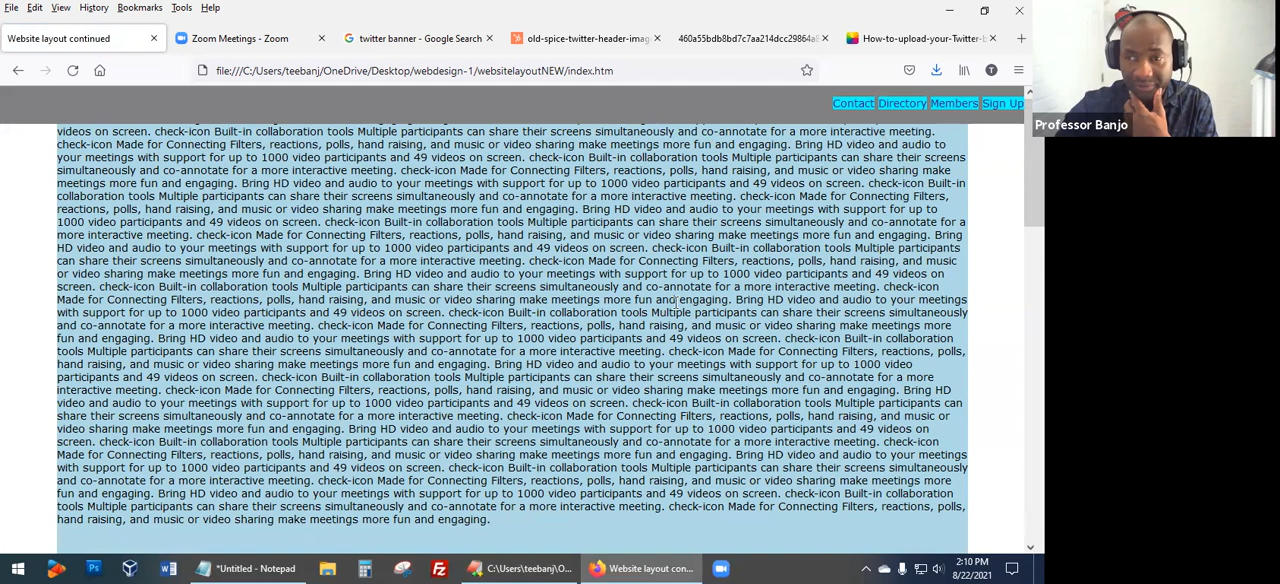 File Edit View History Bookmarks Tools Help
Website layout continued
Zoom Meetings - Zoom
twitter banner - Google Search
old-spice-twitter-header-imag
460a55bdb8bd7c7aa214dcc29864a8
How-to-upload-your-Twitter-b
file:///C:/Users/teebanj/OneDrive/Desktop/webdesign-1/websitelayoutNEW/index.htm
T
Professor Banjo
Contact Directory Members Sign Up
videos on screen. check-icon Built-in collaboration tools Multiple participants can share their screens simultaneously and co-annotate for a more interactive meeting.
check-icon Made for Connecting Filters, reactions, polls, hand raising, and music or video sharing make meetings more fun and engaging. Bring HD video and audio to
your meetings with support for up to 1000 video participants and 49 videos on screen. check-icon Built-in collaboration tools Multiple participants can share their screens
simultaneously and co-annotate for a more interactive meeting. check-icon Made for Connecting Filters, reactions, polls, hand raising, and music or video sharing make
meetings more fun and engaging. Bring HD video and audio to your meetings with support for up to 1000 video participants and 49 videos on screen. check-icon Built-in
collaboration tools Multiple participants can share their screens simultaneously and co-annotate for a more interactive meeting. check-icon Made for Connecting Filters,
reactions, polls, hand raising, and music or video sharing make meetings more fun and engaging. Bring HD video and audio to your meetings with support for up to
1000 video participants and 49 videos on screen. check-icon Built-in collaboration tools Multiple participants can share their screens simultaneously and co-annotate for a
more interactive meeting. check-icon Made for Connecting Filters, reactions, polls, hand raising, and music or video sharing make meetings more fun and engaging. Bring
HD video and audio to your meetings with support for up to 1000 video participants and 49 videos on screen. check-icon Built-in collaboration tools Multiple participants
can share their screens simultaneously and co-annotate for a more interactive meeting. check-icon Made for Connecting Filters, reactions, polls, hand raising, and music
or video sharing make meetings more fun and engaging. Bring HD video and audio to your meetings with support for up to 1000 video participants and 49 videos on
screen. check-icon Built-in collaboration tools Multiple participants can share their screens simultaneously and co-annotate for a more interactive meeting. check-icon
Made for Connecting Filters, reactions, polls, hand raising, and music or video sharing make meetings more fun and engaging. Bring HD video and audio to your meetings
with support for up to 1000 video participants and 49 videos on screen. check-icon Built-in collaboration tools Multiple participants can share their screens simultaneously
and co-annotate for a more interactive meeting. check-icon Made for Connecting Filters, reactions, polls, hand raising, and music or video sharing make meetings more
fun and engaging. Bring HD video and audio to your meetings with support for up to 1000 video participants and 49 videos on screen. check-icon Built-in collaboration
tools Multiple participants can share their screens simultaneously and co-annotate for a more interactive meeting. check-icon Made for Connecting Filters, reactions, polls,
hand raising, and music or video sharing make meetings more fun and engaging. Bring HD video and audio to your meetings with support for up to 1000 video
participants and 49 videos on screen. check-icon Built-in collaboration tools Multiple participants can share their screens simultaneously and co-annotate for a more
interactive meeting. check-icon Made for Connecting Filters, reactions, polls, hand raising, and music or video sharing make meetings more fun and engaging. Bring HD
video and audio to your meetings with support for up to 1000 video participants and 49 videos on screen. check-icon Built-in collaboration tools Multiple participants can
share their screens simultaneously and co-annotate for a more interactive meeting. check-icon Made for Connecting Filters, reactions, polls, hand raising, and music or
video sharing make meetings more fun and engaging. Bring HD video and audio to your meetings with support for up to 1000 video participants and 49 videos on
screen. check-icon Built-in collaboration tools Multiple participants can share their screens simultaneously and co-annotate for a more interactive meeting. check-icon
Made for Connecting Filters, reactions, polls, hand raising, and music or video sharing make meetings more fun and engaging. Bring HD video and audio to your meetings
with support for up to 1000 video participants and 49 videos on screen. check-icon Built-in collaboration tools Multiple participants can share their screens simultaneously
and co-annotate for a more interactive meeting. check-icon Made for Connecting Filters, reactions, polls, hand raising, and music or video sharing make meetings more
fun and engaging. Bring HD video and audio to your meetings with support for up to 1000 video participants and 49 videos on screen. check-icon Built-in collaboration
tools Multiple participants can share their screens simultaneously and co-annotate for a more interactive meeting. check-icon Made for Connecting Filters, reactions, polls,
hand raising, and music or video sharing make meetings more fun and engaging.
*Untitled - Notepad
C:\Users\teebanj\O...
Website layout con...
2:10 PM
8/22/2021